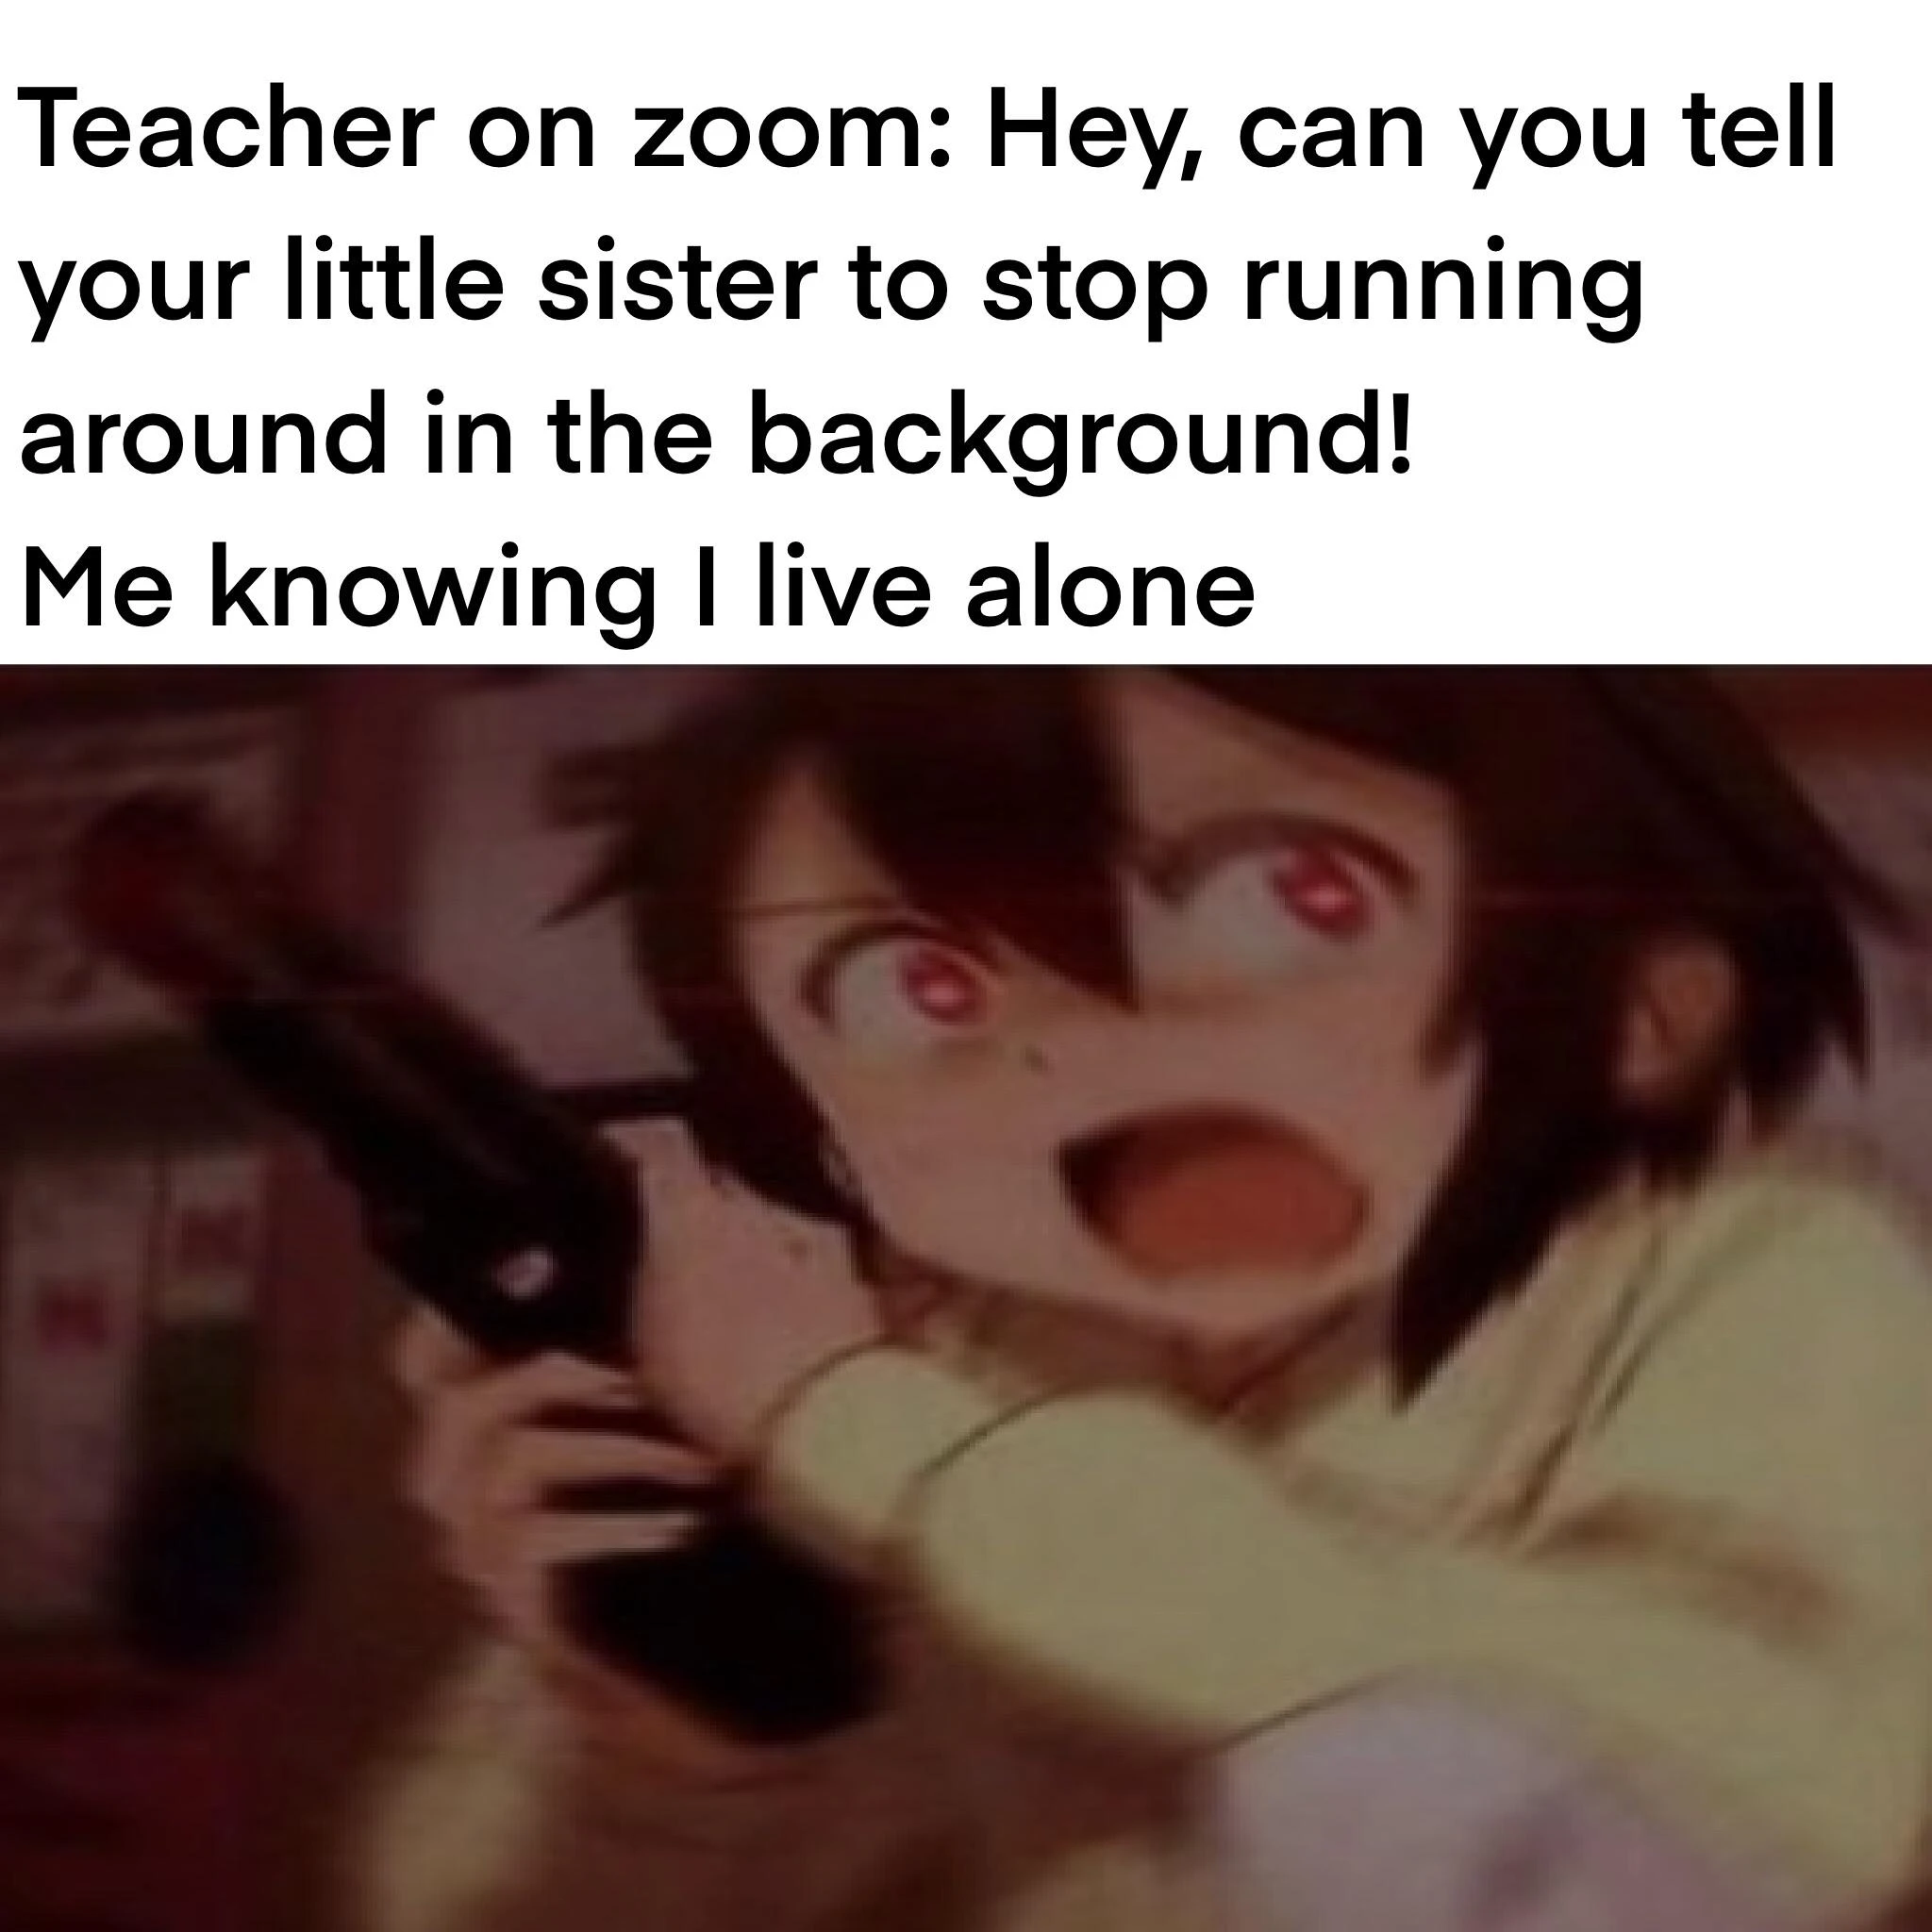 Teacher on zoom: Hey, can you tell
your little sister to stop running
around in the background!
Me knowing I live alone